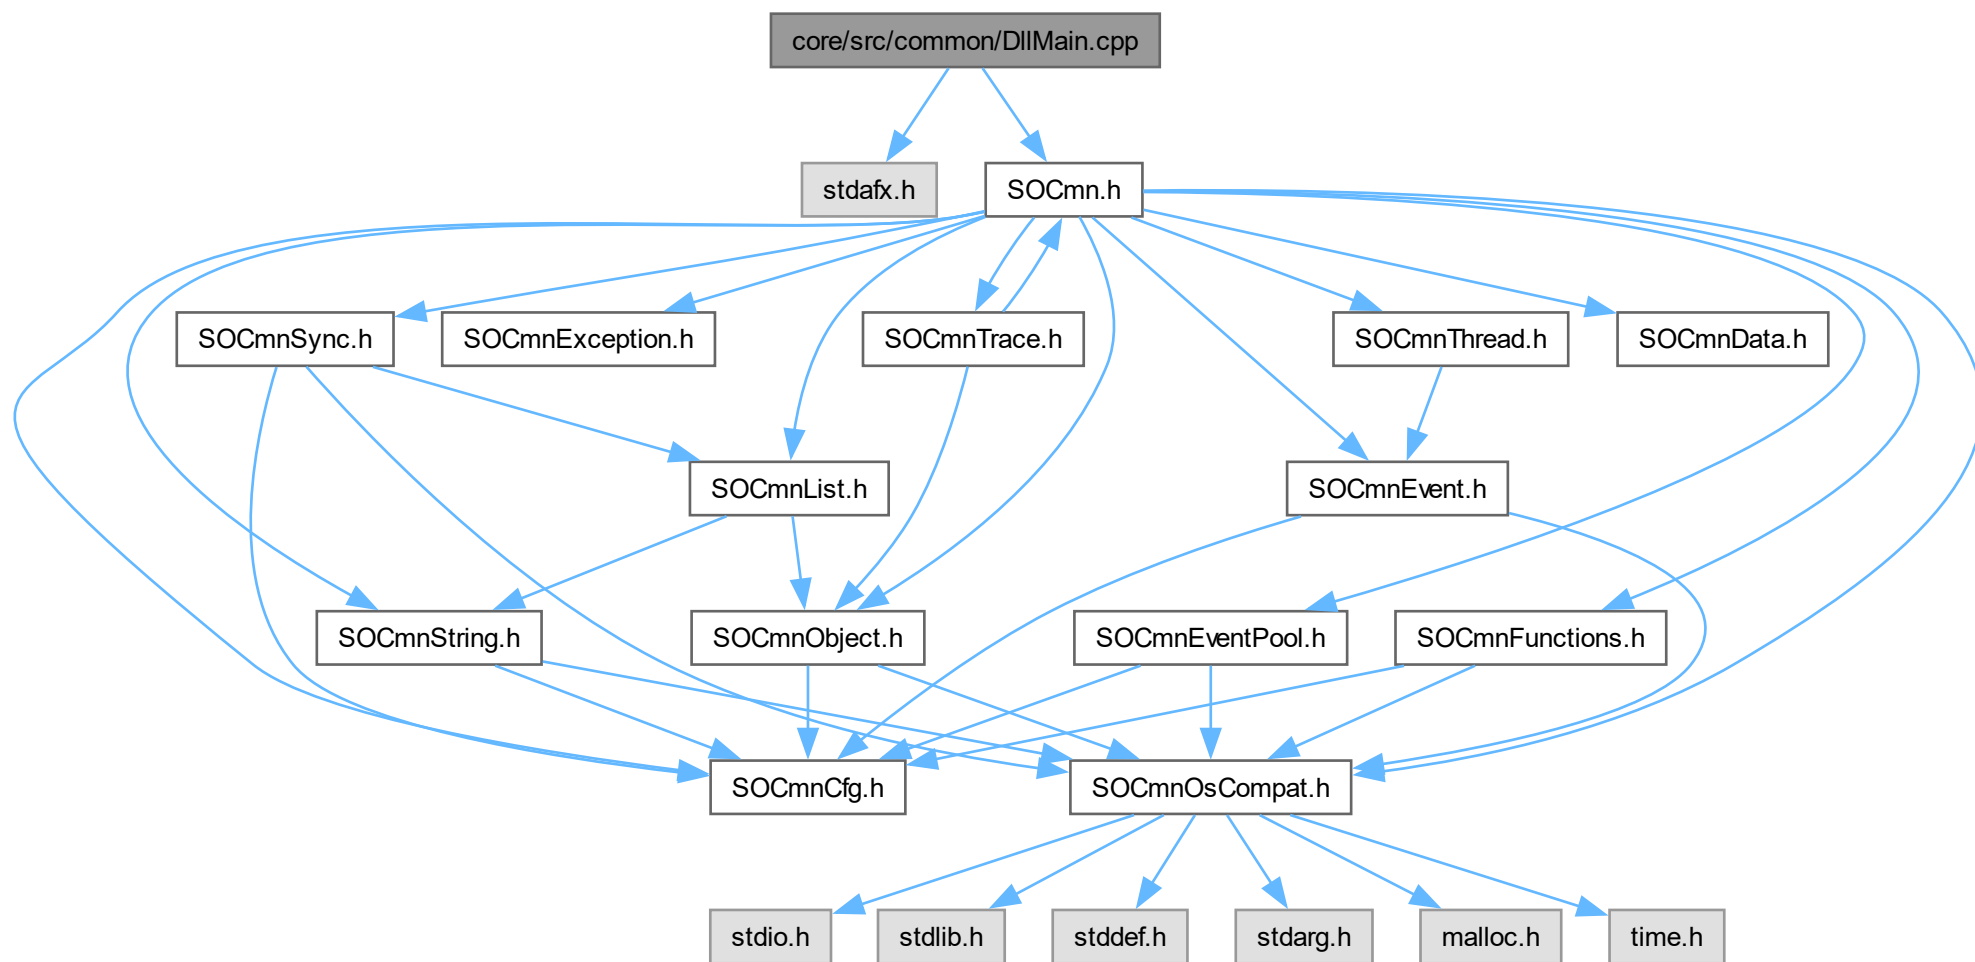 core/src/common/DllMain.cpp
stdafx.h
SOCmn.h
SOCmnSync.h
SOCmnException.h
SOCmnTrace.h
SOCmnThread.h
SOCmnData.h
SOCmnList.h
SOCmnEvent.h
SOCmnString.h
SOCmnObject.h
SOCmnEventPool.h
SOCmnFunctions.h
SOCmnCfg.h
SOCmnOsCompat.h
stdio.h
stdlib.h
stddef.h
stdarg.h
malloc.h
time.h